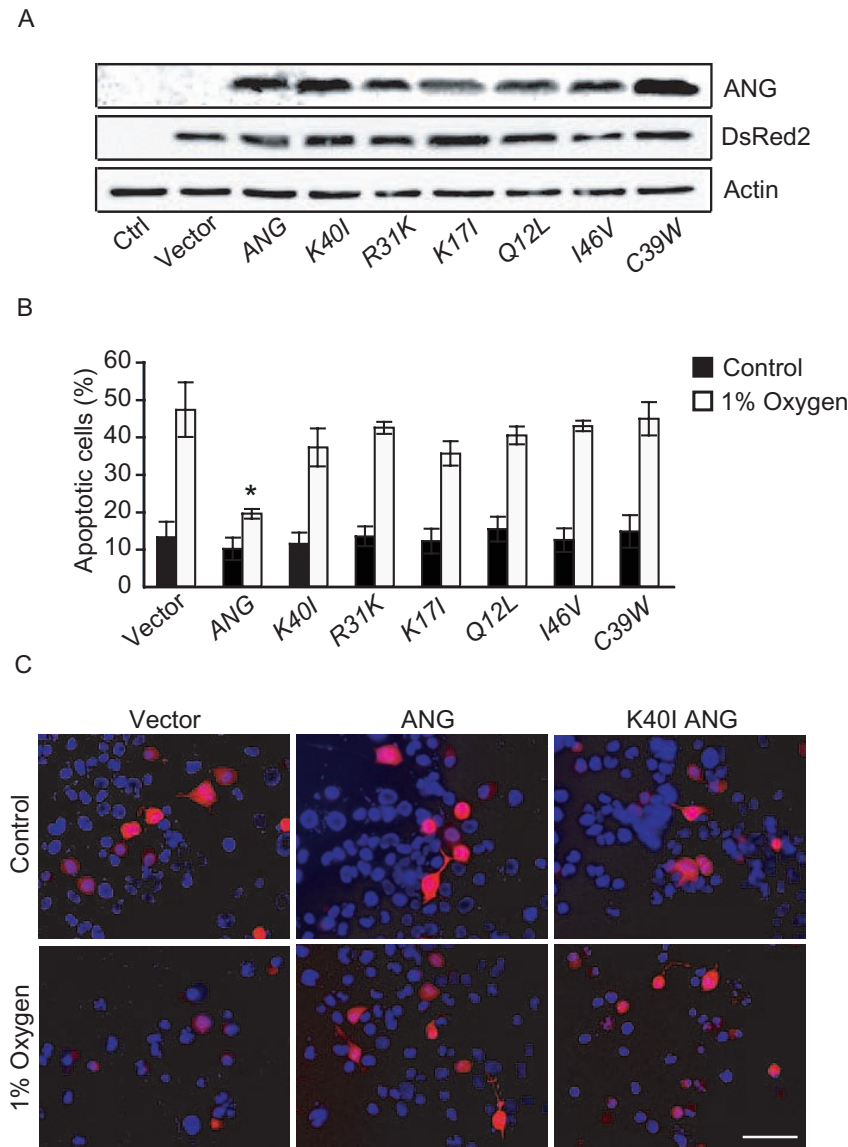 A
ANG
DsRed2
Actin
Ctrl Vector ANG K40I R31K K17I Q12L I46V C39W
B
Apoptotic cells (%)
60
50
40
30
20
10
0
*
Control
1% Oxygen
Vector ANG K40I R31K K17I Q12L I46V C39W
C
Vector ANG K40I ANG
Control
1% Oxygen